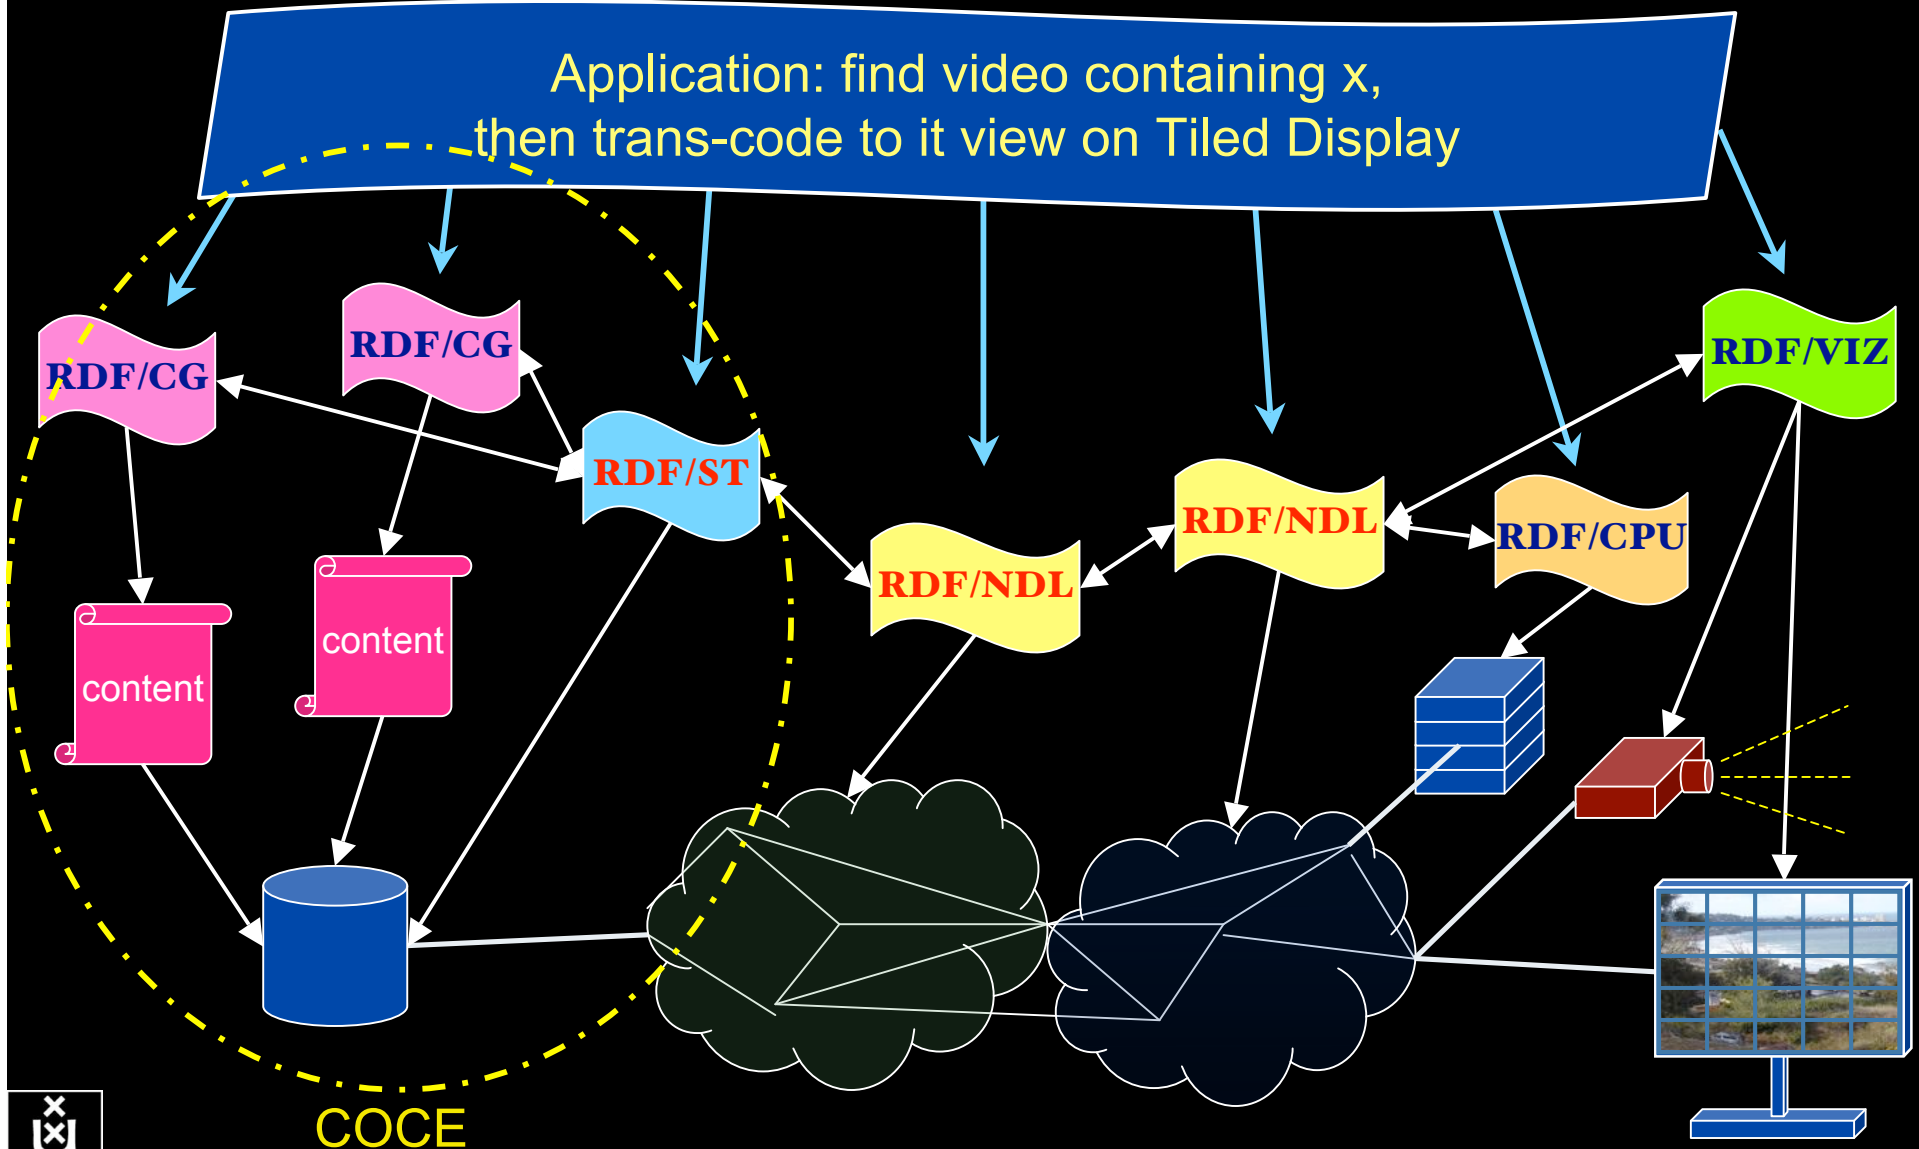 Application: find video containing x,
then trans-code to it view on Tiled Display
RDF/CG
RDF/CG
RDF/VIZ
RDF/ST
RDF/NDL
RDF/CPU
RDF/NDL
content
content
COCE